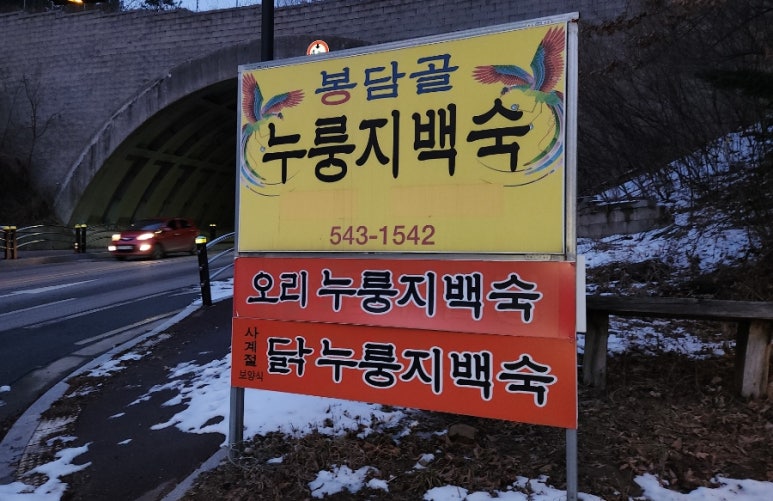 봉담골
누룽지백숙
543-1542
오리 누룽지백숙
사계절
보양식
닭 누룽지백숙